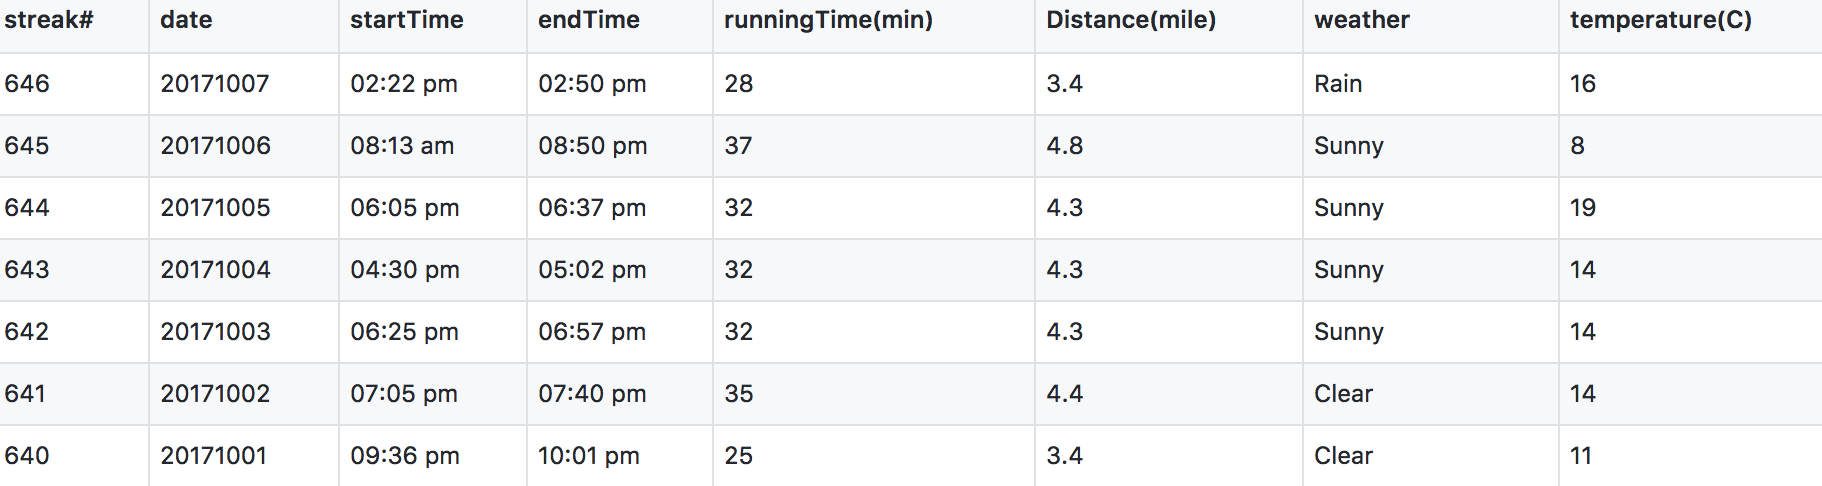 streak# date startTime endTime runningTime(min) Distance(mile) weather temperature(C)
646 20171007 02:22 pm 02:50 pm 28 3.4 Rain 16
645 20171006 08:13 am 08:50 pm 37 4.8 Sunny 8
644 20171005 06:05 pm 06:37 pm 32 4.3 Sunny 19
643 20171004 04:30 pm 05:02 pm 32 4.3 Sunny 14
642 20171003 06:25 pm 06:57 pm 32 4.3 Sunny 14
641 20171002 07:05 pm 07:40 pm 35 4.4 Clear 14
640 20171001 09:36 pm 10:01 pm 25 3.4 Clear 11